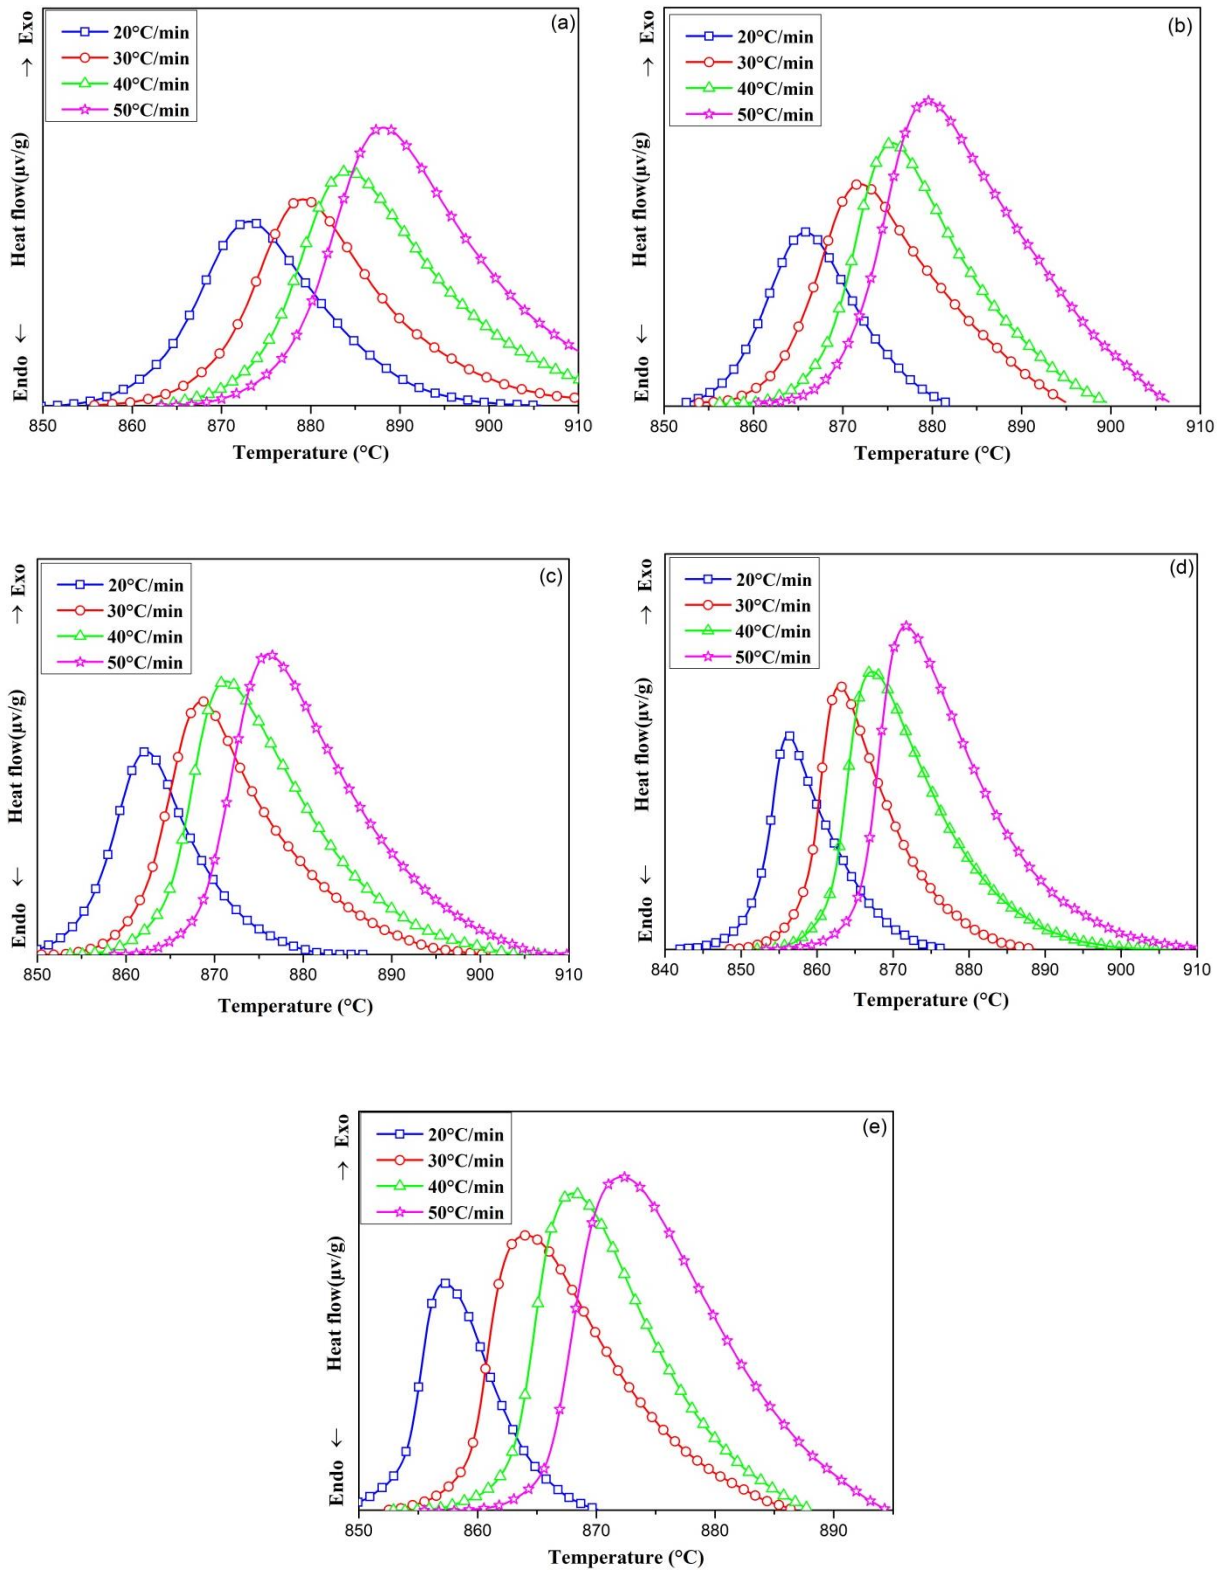 (a)
→ Exo
Heat flow(µv/g)
Endo ←
20°C/min
30°C/min
40°C/min
50°C/min
850 860 870 880 890 900 910
Temperature (°C)
(b)
→ Exo
Heat flow(µv/g)
Endo ←
20°C/min
30°C/min
40°C/min
50°C/min
850 860 870 880 890 900 910
Temperature (°C)
(c)
→ Exo
Heat flow(µv/g)
Endo ←
20°C/min
30°C/min
40°C/min
50°C/min
850 860 870 880 890 900 910
Temperature (°C)
(d)
→ Exo
Heat flow(µv/g)
Endo ←
20°C/min
30°C/min
40°C/min
50°C/min
840 850 860 870 880 890 900 910
Temperature (°C)
(e)
→ Exo
Heat flow(µv/g)
Endo ←
20°C/min
30°C/min
40°C/min
50°C/min
850 860 870 880 890
Temperature (°C)